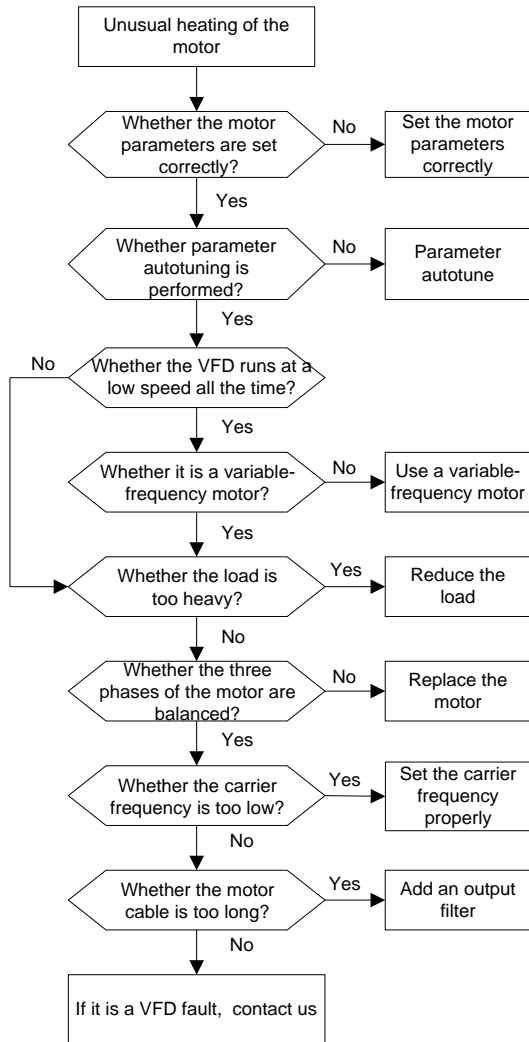 Unusual heating of the
motor
Whether the motor
parameters are set
correctly?
No
Set the motor
parameters
correctly
Yes
Whether parameter
autotuning is
performed?
No
Parameter
autotune
Yes
No
Whether the VFD runs at a
low speed all the time?
Yes
Whether it is a variable-
frequency motor?
No
Use a variable-
frequency motor
Yes
Whether the load is
too heavy?
Yes
Reduce the
load
No
Whether the three
phases of the motor are
balanced?
No
Replace the
motor
Yes
Whether the carrier
frequency is too low?
Yes
Set the carrier
frequency
properly
No
Whether the motor
cable is too long?
Yes
Add an output
filter
No
If it is a VFD fault, contact us